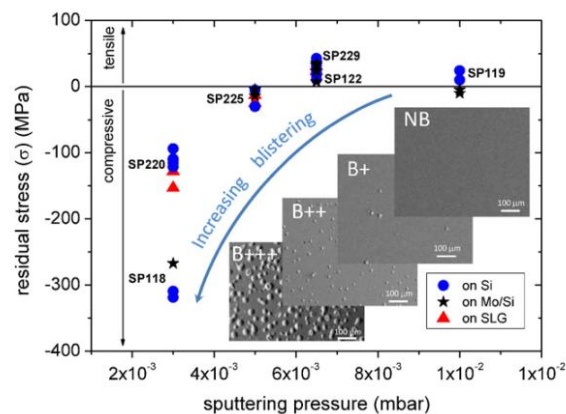 tensile
compressive
residual stress (σ) (MPa)
100
0
-100
-200
-300
-400
SP229
SP122
SP119
SP225
SP220
SP118
Increasing blistering
NB
100 μm
B+
100 μm
B++
100 μm
B+++
100 μm
on Si
on Mo/Si
on SLG
2x10⁻³
4x10⁻³
6x10⁻³
8x10⁻³
1x10⁻²
1x10⁻²
sputtering pressure (mbar)